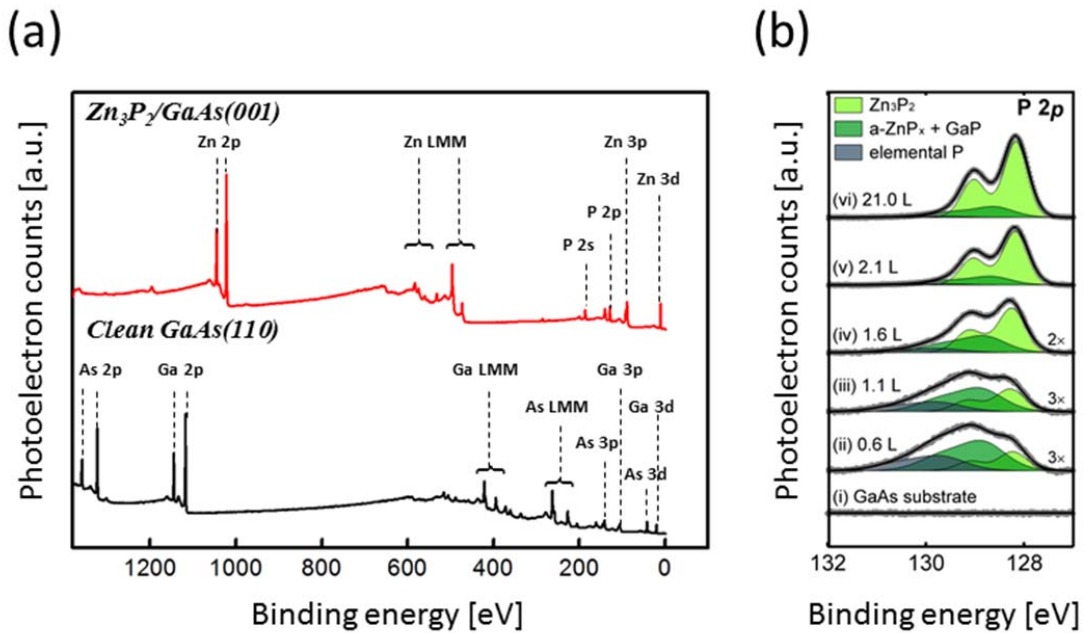 (a)
Photoelectron counts [a.u.]
Zn₃P₂/GaAs(001)
Zn 2p
Zn LMM
Zn 3p
Zn 3d
P 2p
P 2s
Clean GaAs(110)
As 2p
Ga 2p
Ga LMM
Ga 3p
As LMM
Ga 3d
As 3p
As 3d
1200 1000 800 600 400 200 0
Binding energy [eV]
(b)
Photoelectron counts [a.u.]
Zn₃P₂
P 2p
a-ZnPₓ + GaP
elemental P
(vi) 21.0 L
(v) 2.1 L
(iv) 1.6 L
2×
(iii) 1.1 L
3×
(ii) 0.6 L
3×
(i) GaAs substrate
132 130 128
Binding energy [eV]